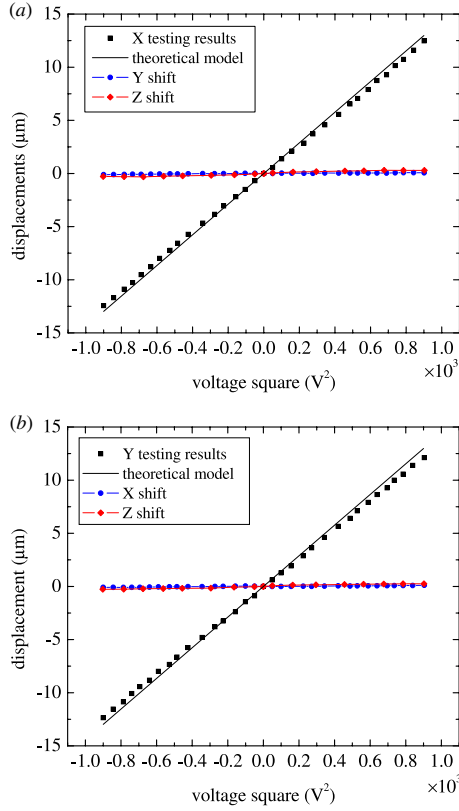 (a)
X testing results
theoretical model
Y shift
Z shift
displacements (μm)
15
10
5
0
-5
-10
-15
-1.0 -0.8 -0.6 -0.4 -0.2 0.0 0.2 0.4 0.6 0.8 1.0
×10³
voltage square (V²)
(b)
Y testing results
theoretical model
X shift
Z shift
displacement (μm)
15
10
5
0
-5
-10
-15
-1.0 -0.8 -0.6 -0.4 -0.2 0.0 0.2 0.4 0.6 0.8 1.0
×10³
voltage square (V²)